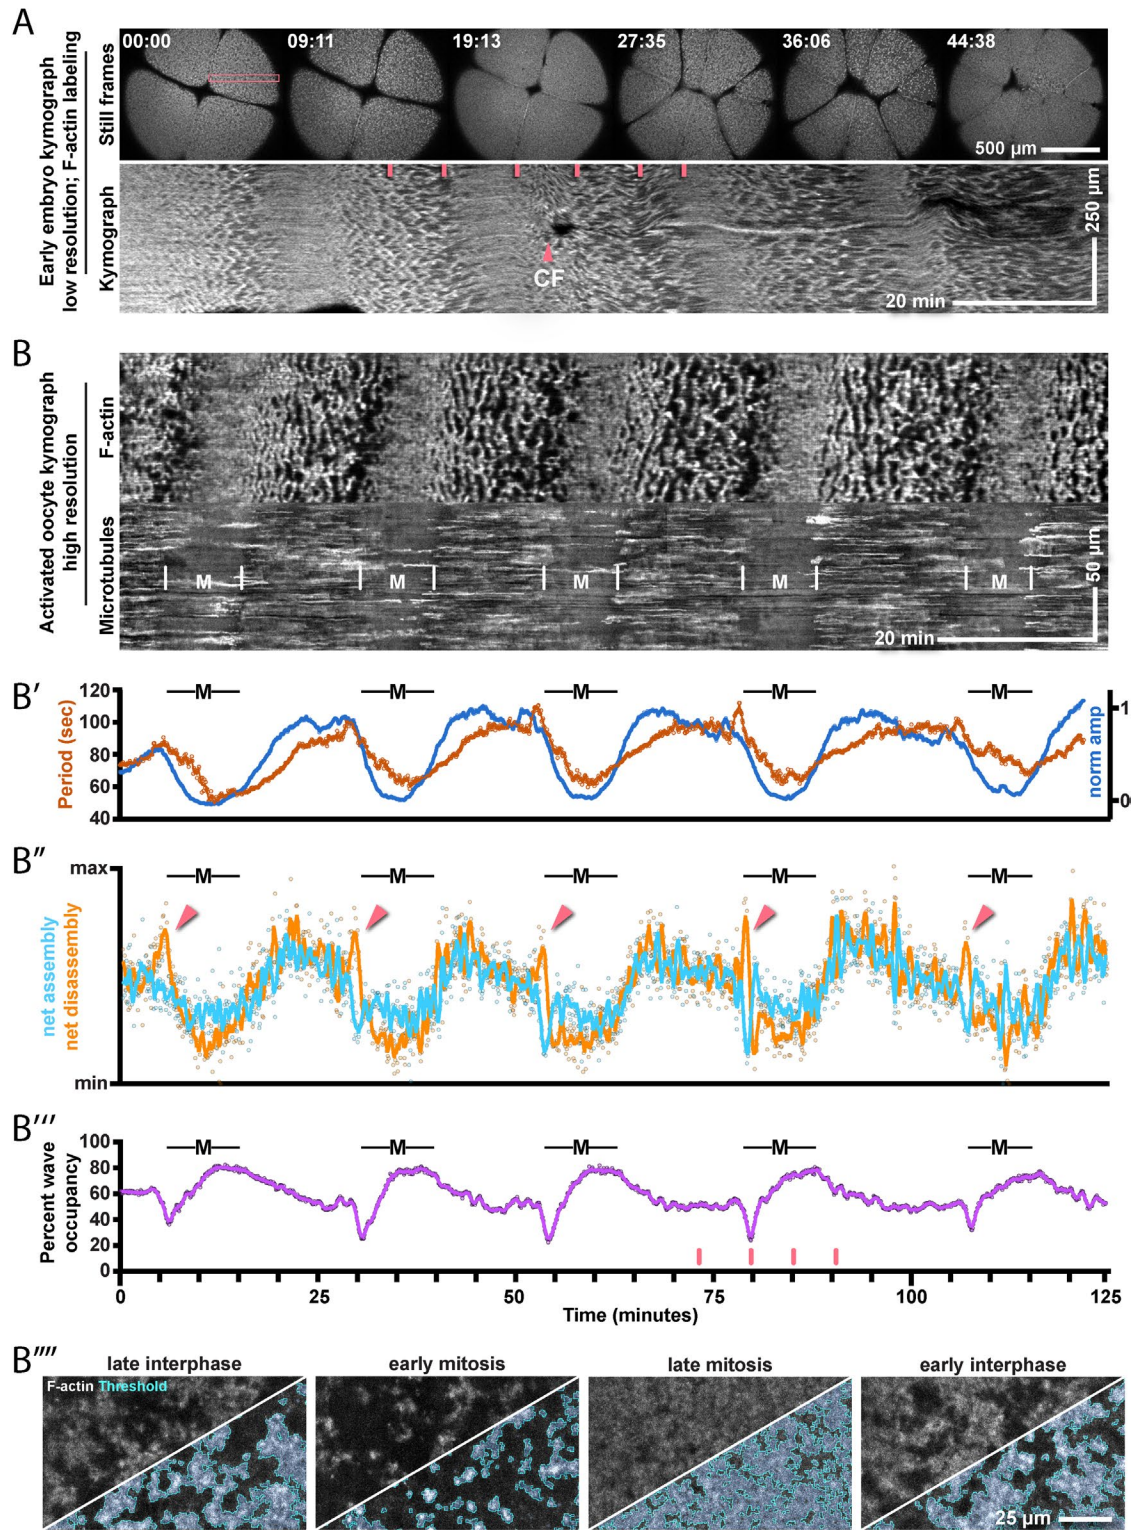 A
Early embryo kymograph
low resolution; F-actin labeling
Still frames
00:00 09:11 19:13 27:35 36:06 44:38
500 µm
Kymograph
CF
20 min
250 µm
B
Activated oocyte kymograph
high resolution
F-actin
Microtubules
M M M M M
20 min
50 µm
B′
M M M M M
Period (sec)
120
100
80
60
40
1
0
norm amp
B″
M M M M M
max
min
net assembly
net disassembly
B‴
M M M M M
Percent wave
occupancy
100
80
60
40
20
0
0 25 50 75 100 125
Time (minutes)
B⁗
late interphase early mitosis late mitosis early interphase
F-actin Threshold
25 µm